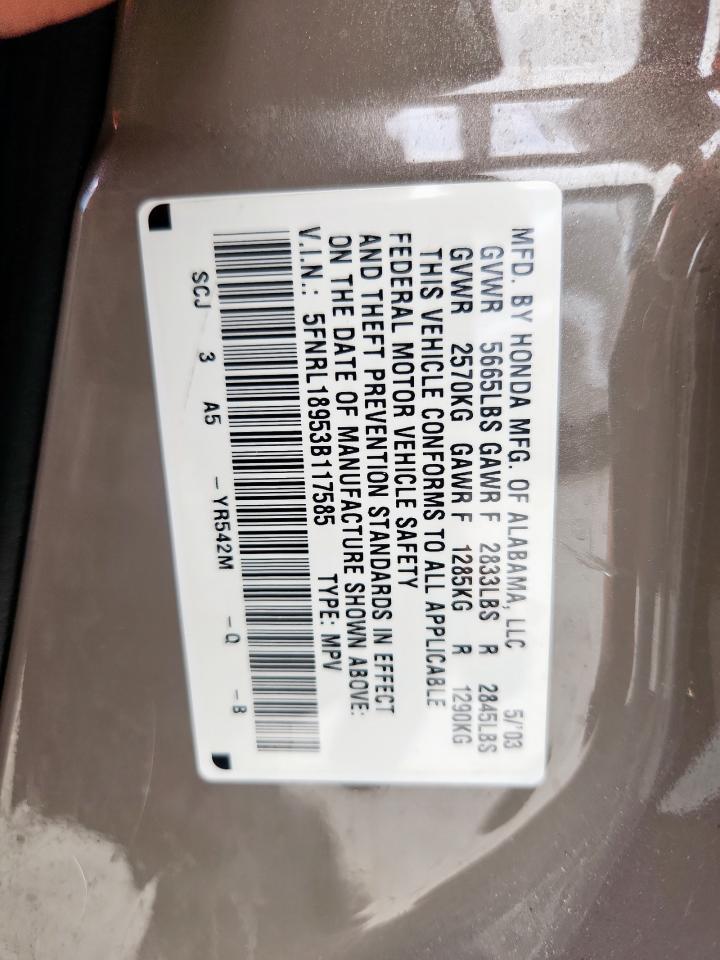 MFD. BY HONDA MFG. OF ALABAMA, LLC 5/'03
GVWR 5665LBS GAWR F 2833LBS R 2845LBS
GVWR 2570KG GAWR F 1285KG R 1290KG
THIS VEHICLE CONFORMS TO ALL APPLICABLE
FEDERAL MOTOR VEHICLE SAFETY
AND THEFT PREVENTION STANDARDS IN EFFECT
ON THE DATE OF MANUFACTURE SHOWN ABOVE:
V.I.N.: 5FNRL18953B117585 TYPE: MPV
SCJ 3 A5 -YR542M -Q -B